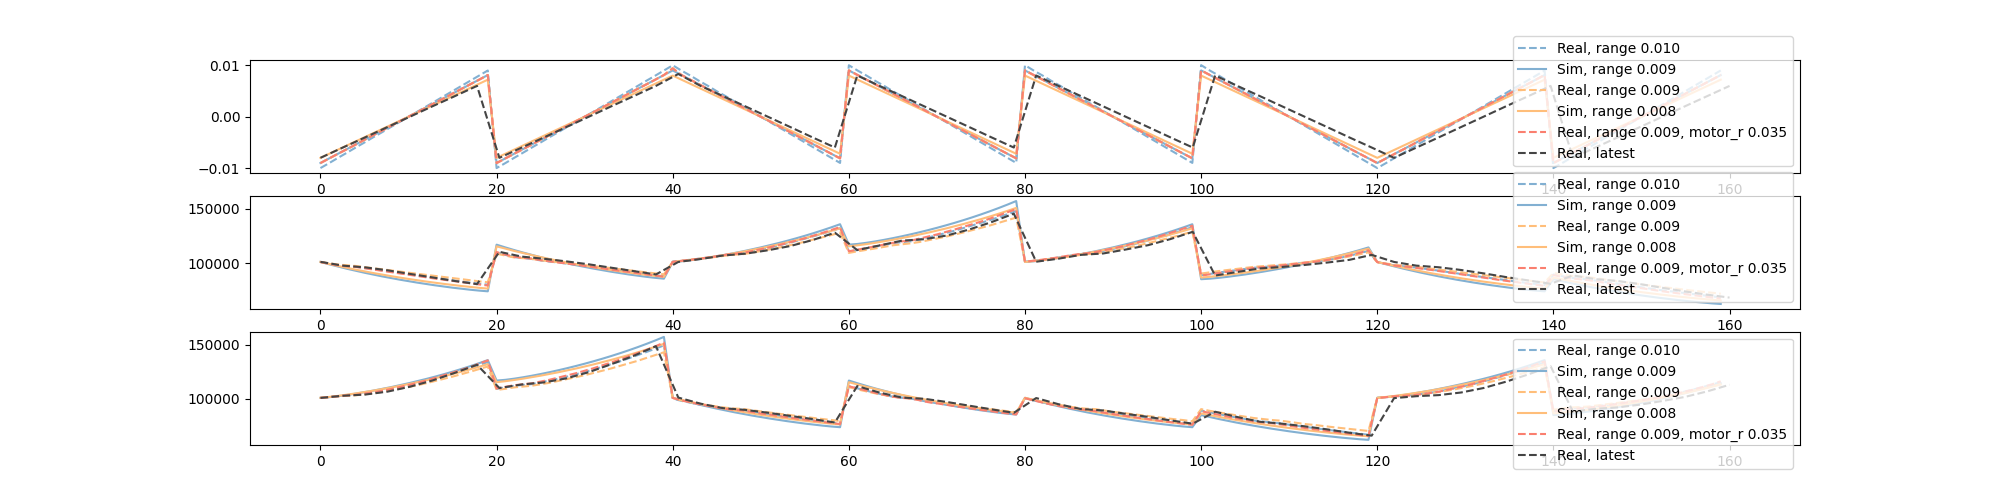 0.01
0.00
−0.01
0 20 40 60 80 100 120 140 160
Real, range 0.010
Sim, range 0.009
Real, range 0.009
Sim, range 0.008
Real, range 0.009, motor_r 0.035
Real, latest
150000
100000
0 20 40 60 80 100 120 140 160
Real, range 0.010
Sim, range 0.009
Real, range 0.009
Sim, range 0.008
Real, range 0.009, motor_r 0.035
Real, latest
150000
100000
0 20 40 60 80 100 120 140 160
Real, range 0.010
Sim, range 0.009
Real, range 0.009
Sim, range 0.008
Real, range 0.009, motor_r 0.035
Real, latest